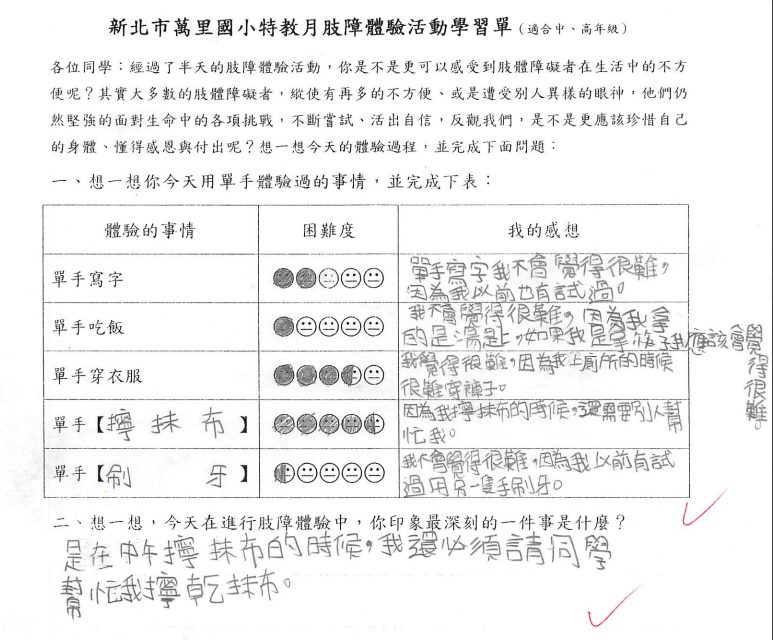 新北市萬里國小特教月肢障體驗活動學習單(適合中、高年級)
各位同學:經過了半天的肢障體驗活動,你是不是更可以感受到肢體障礙者在生活中的不方
便呢?其實大多數的肢體障礙者,縱使有再多的不方便、或是遭受別人異樣的眼神,他們仍
然堅強的面對生命中的各項挑戰,不斷嘗試、活出自信,反觀我們,是不是更應該珍惜自己
的身體、懂得感恩與付出呢?想一想今天的體驗過程,並完成下面問題:
一、想一想你今天用單手體驗過的事情,並完成下表:
體驗的事情 困難度 我的感想
單手寫字
單手寫字我不會覺得很難,
因為我以前也有試過。
單手吃飯
我不會覺得很難,因為我拿
的是湯匙,如果我是拿筷子我應該會覺
得很難。
單手穿衣服
我覺得很難,因為我上廁所的時候
很難穿褲子。
單手【擰抹布】
因為我擰抹布的時候,還需要別人幫
忙我。
單手【刷牙】
我不會覺得很難,因為我以前有試
過用另一隻手刷牙。
二、想一想,今天在進行肢障體驗中,你印象最深刻的一件事是什麼?
是在中午擰抹布的時候,我還必須請同學
幫忙我擰乾抹布。